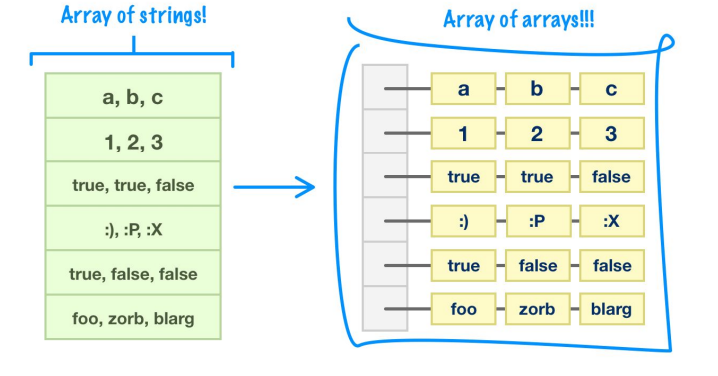 Array of strings!
a, b, c
1, 2, 3
true, true, false
:), :P, :X
true, false, false
foo, zorb, blarg
Array of arrays!!!
a b c
1 2 3
true true false
:) :P :X
true false false
foo zorb blarg